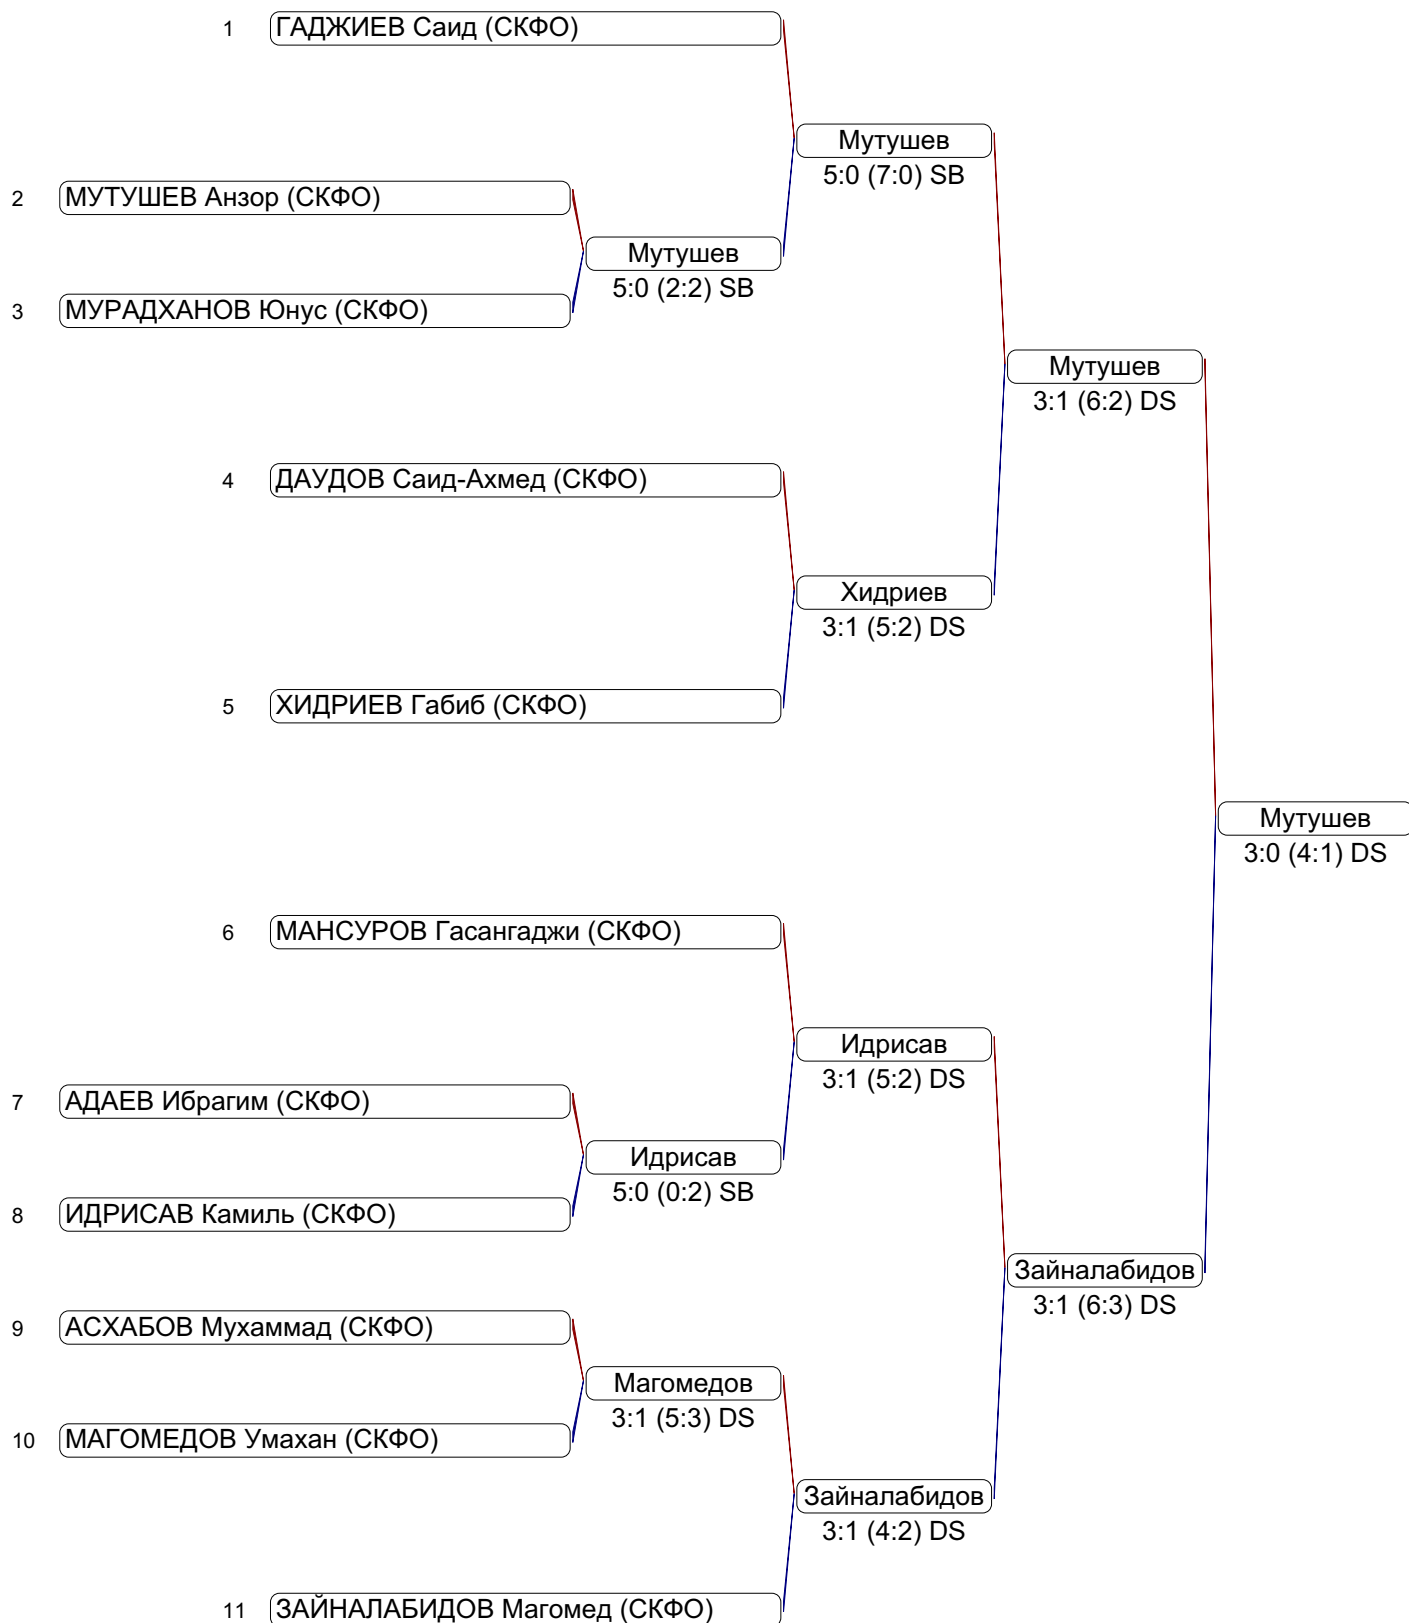 1 ГАДЖИЕВ Саид (СКФО)
Мутушев
5:0 (7:0) SB
2 МУТУШЕВ Анзор (СКФО)
Мутушев
5:0 (2:2) SB
3 МУРАДХАНОВ Юнус (СКФО)
Мутушев
3:1 (6:2) DS
4 ДАУДОВ Саид-Ахмед (СКФО)
Хидриев
3:1 (5:2) DS
5 ХИДРИЕВ Габиб (СКФО)
Мутушев
3:0 (4:1) DS
6 МАНСУРОВ Гасангаджи (СКФО)
Идрисав
3:1 (5:2) DS
7 АДАЕВ Ибрагим (СКФО)
Идрисав
5:0 (0:2) SB
8 ИДРИСАВ Камиль (СКФО)
Зайналабидов
3:1 (6:3) DS
9 АСХАБОВ Мухаммад (СКФО)
Магомедов
3:1 (5:3) DS
10 МАГОМЕДОВ Умахан (СКФО)
Зайналабидов
3:1 (4:2) DS
11 ЗАЙНАЛАБИДОВ Магомед (СКФО)